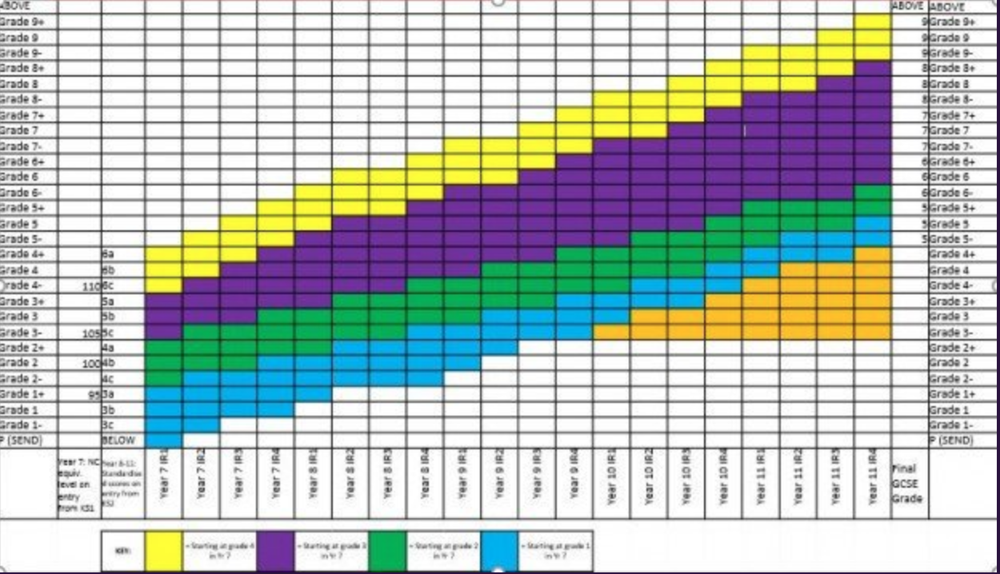 ABOVE ABOVE ABOVE
Grade 9+ 9 Grade 9+
Grade 9 9 Grade 9
Grade 9- 9 Grade 9-
Grade 8+ 8 Grade 8+
Grade 8 8 Grade 8
Grade 8- 8 Grade 8-
Grade 7+ 7 Grade 7+
Grade 7 7 Grade 7
Grade 7- 7 Grade 7-
Grade 6+ 6 Grade 6+
Grade 6 6 Grade 6
Grade 6- 6 Grade 6-
Grade 5+ 5 Grade 5+
Grade 5 5 Grade 5
Grade 5- 5 Grade 5-
Grade 4+ 6a Grade 4+
Grade 4 6b Grade 4
Grade 4- 110 6c Grade 4-
Grade 3+ 5a Grade 3+
Grade 3 5b Grade 3
Grade 3- 105 5c Grade 3-
Grade 2+ 4a Grade 2+
Grade 2 100 4b Grade 2
Grade 2- 4c Grade 2-
Grade 1+ 95 3a Grade 1+
Grade 1 3b Grade 1
Grade 1- 3c Grade 1-
P (SEND) BELOW P (SEND)
Year 7: NC
equiv.
level on
entry
from KS1
Year 8-11:
Standardise
d scores on
entry from
KS2
Year 7 IR1
Year 7 IR2
Year 7 IR3
Year 7 IR4
Year 8 IR1
Year 8 IR2
Year 8 IR3
Year 8 IR4
Year 9 IR1
Year 9 IR2
Year 9 IR3
Year 9 IR4
Year 10 IR1
Year 10 IR2
Year 10 IR3
Year 10 IR4
Year 11 IR1
Year 11 IR2
Year 11 IR3
Year 11 IR4
Final
GCSE
Grade
KEY:
= Starting at grade 4
in Yr 7
= Starting at grade 3
in Yr 7
= Starting at grade 2
in Yr 7
= Starting at grade 1
in Yr 7